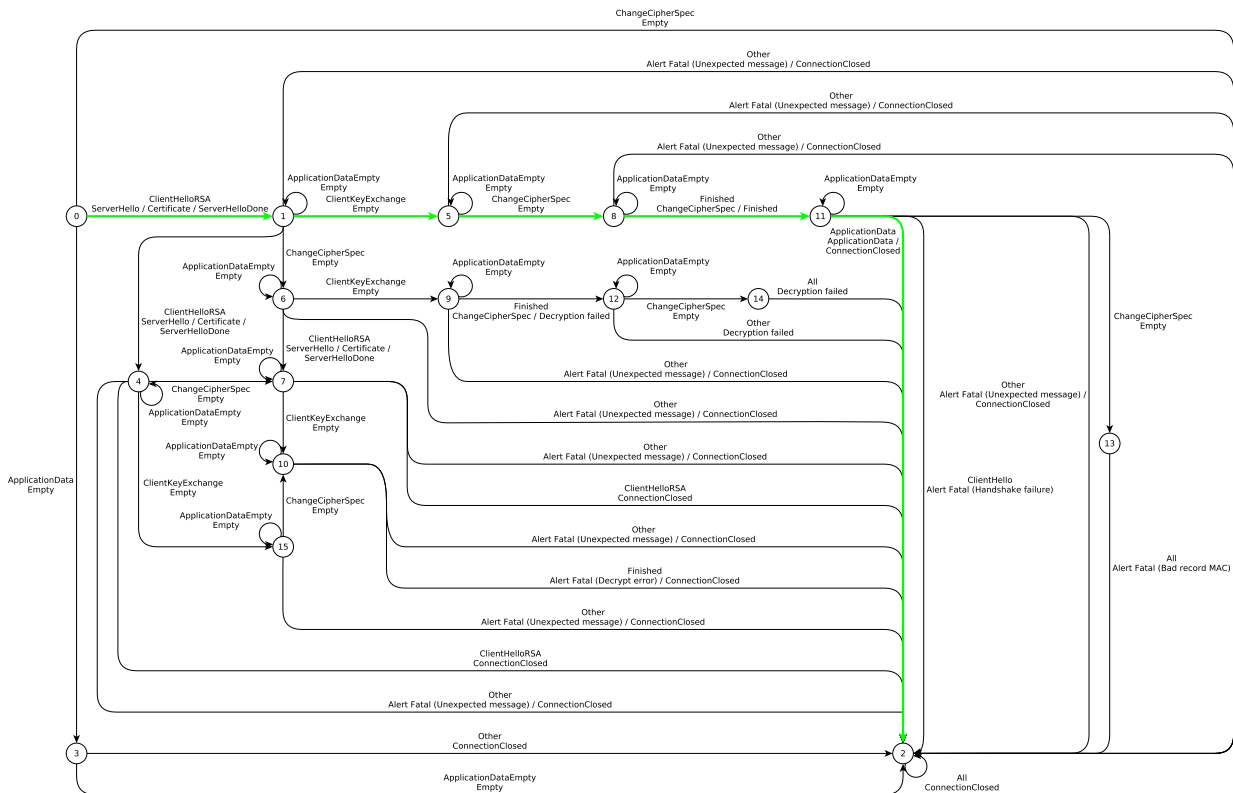 ChangeCipherSpec
Empty
Other
Alert Fatal (Unexpected message) / ConnectionClosed
Other
Alert Fatal (Unexpected message) / ConnectionClosed
Other
Alert Fatal (Unexpected message) / ConnectionClosed
ApplicationDataEmpty
Empty
ApplicationDataEmpty
Empty
ApplicationDataEmpty
Empty
ApplicationDataEmpty
Empty
ClientHelloRSA
ServerHello / Certificate / ServerHelloDone
ClientKeyExchange
Empty
ChangeCipherSpec
Empty
Finished
ChangeCipherSpec / Finished
0
1
5
8
11
ApplicationData
ApplicationData /
ConnectionClosed
ChangeCipherSpec
Empty
ApplicationDataEmpty
Empty
ClientKeyExchange
Empty
ApplicationDataEmpty
Empty
ApplicationDataEmpty
Empty
All
Decryption failed
6
9
12
14
Finished
ChangeCipherSpec / Decryption failed
ChangeCipherSpec
Empty
Other
Decryption failed
ChangeCipherSpec
Empty
ClientHelloRSA
ServerHello / Certificate /
ServerHelloDone
ClientHelloRSA
ServerHello / Certificate /
ServerHelloDone
ApplicationDataEmpty
Empty
Other
Alert Fatal (Unexpected message) / ConnectionClosed
4
7
ChangeCipherSpec
Empty
ApplicationDataEmpty
Empty
Other
Alert Fatal (Unexpected message) /
ConnectionClosed
Other
Alert Fatal (Unexpected message) / ConnectionClosed
ClientKeyExchange
Empty
13
ApplicationDataEmpty
Empty
10
Other
Alert Fatal (Unexpected message) / ConnectionClosed
ApplicationData
Empty
ClientKeyExchange
Empty
ClientHello
Alert Fatal (Handshake failure)
ClientHelloRSA
ConnectionClosed
ChangeCipherSpec
Empty
ApplicationDataEmpty
Empty
15
Other
Alert Fatal (Unexpected message) / ConnectionClosed
All
Alert Fatal (Bad record MAC)
Finished
Alert Fatal (Decrypt error) / ConnectionClosed
Other
Alert Fatal (Unexpected message) / ConnectionClosed
ClientHelloRSA
ConnectionClosed
Other
Alert Fatal (Unexpected message) / ConnectionClosed
3
Other
ConnectionClosed
2
ApplicationDataEmpty
Empty
All
ConnectionClosed